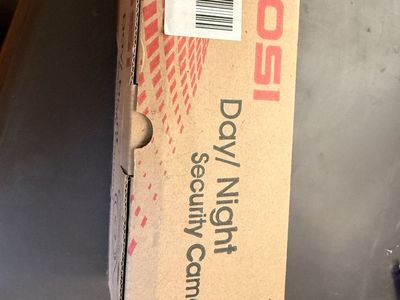 OSI
Day/ Night
Security Cam